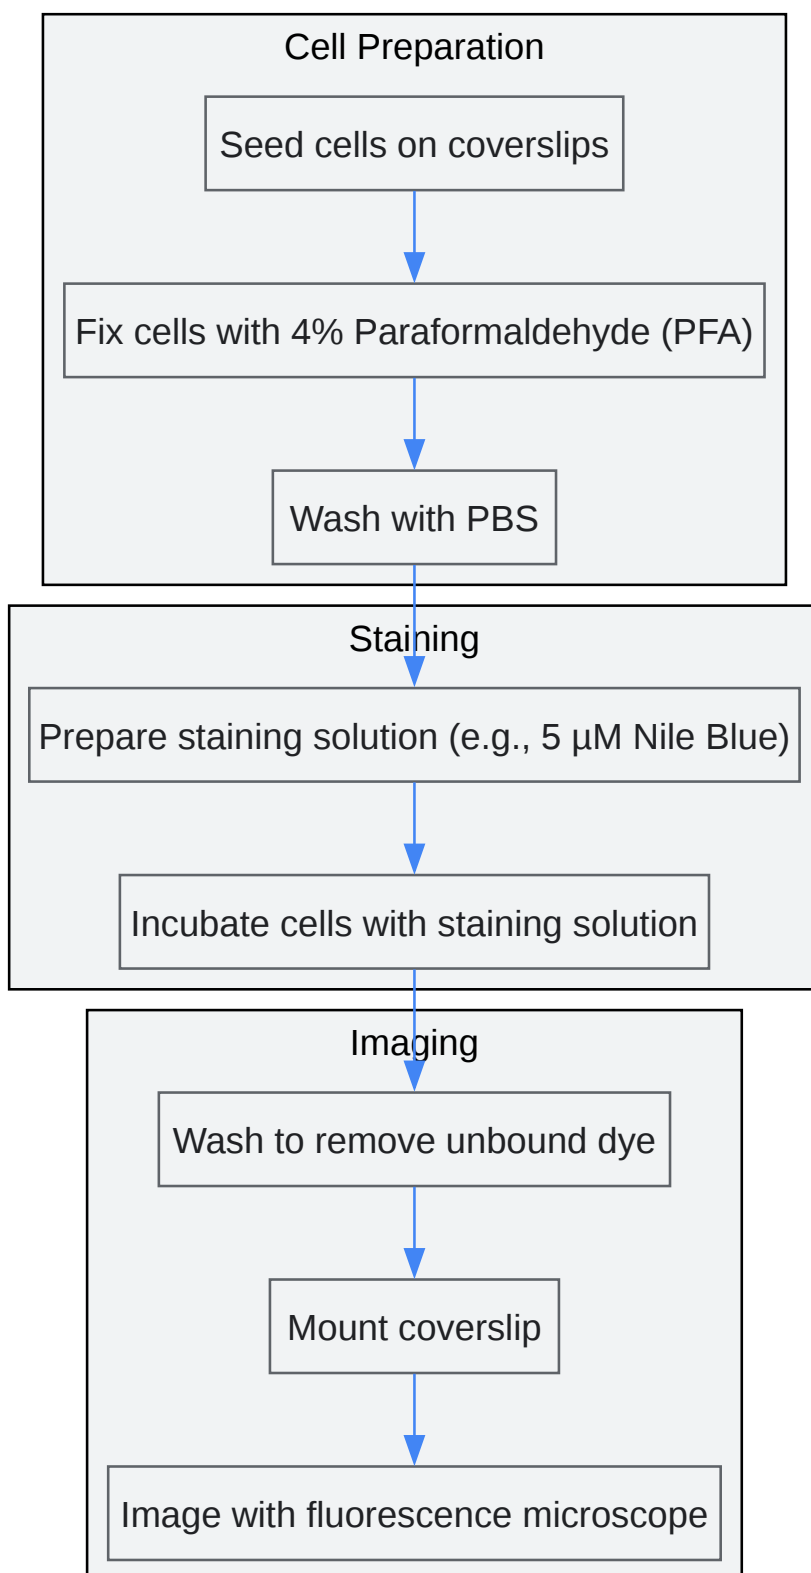 Cell Preparation
Seed cells on coverslips
Fix cells with 4% Paraformaldehyde (PFA)
Wash with PBS
Staining
Prepare staining solution (e.g., 5 µM Nile Blue)
Incubate cells with staining solution
Imaging
Wash to remove unbound dye
Mount coverslip
Image with fluorescence microscope